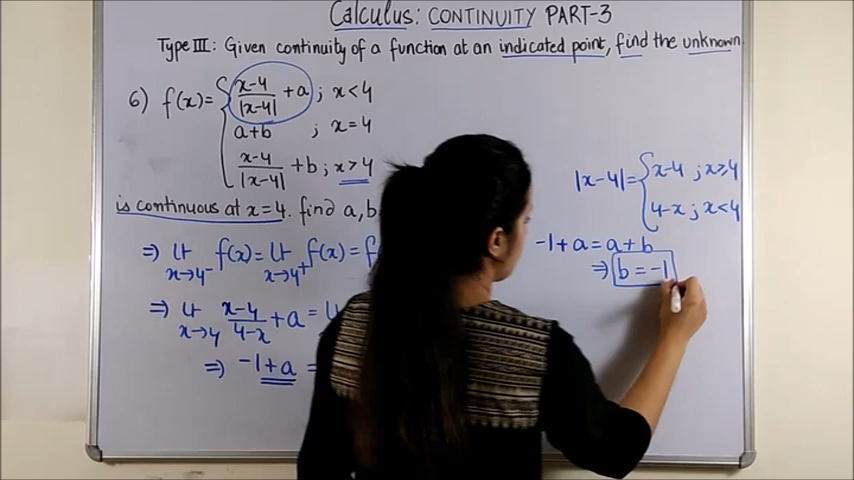 Calculus: CONTINUITY PART-3
Type III: Given continuity of a function at an indicated point, find the unknown.
6) f(x) = { x-4/|x-4| + a ; x < 4
a+b ; x = 4
x-4/|x-4| + b ; x > 4
is continuous at x = 4. find a, b
⇒ Lt x→4⁻ f(x) = Lt x→4⁺ f(x) = f
⇒ Lt x→4 x-4/4-x + a = Lt
⇒ -1+a =
|x-4| = { x-4 ; x≥4
4-x ; x<4
-1+a = a+b
⇒ b = -1